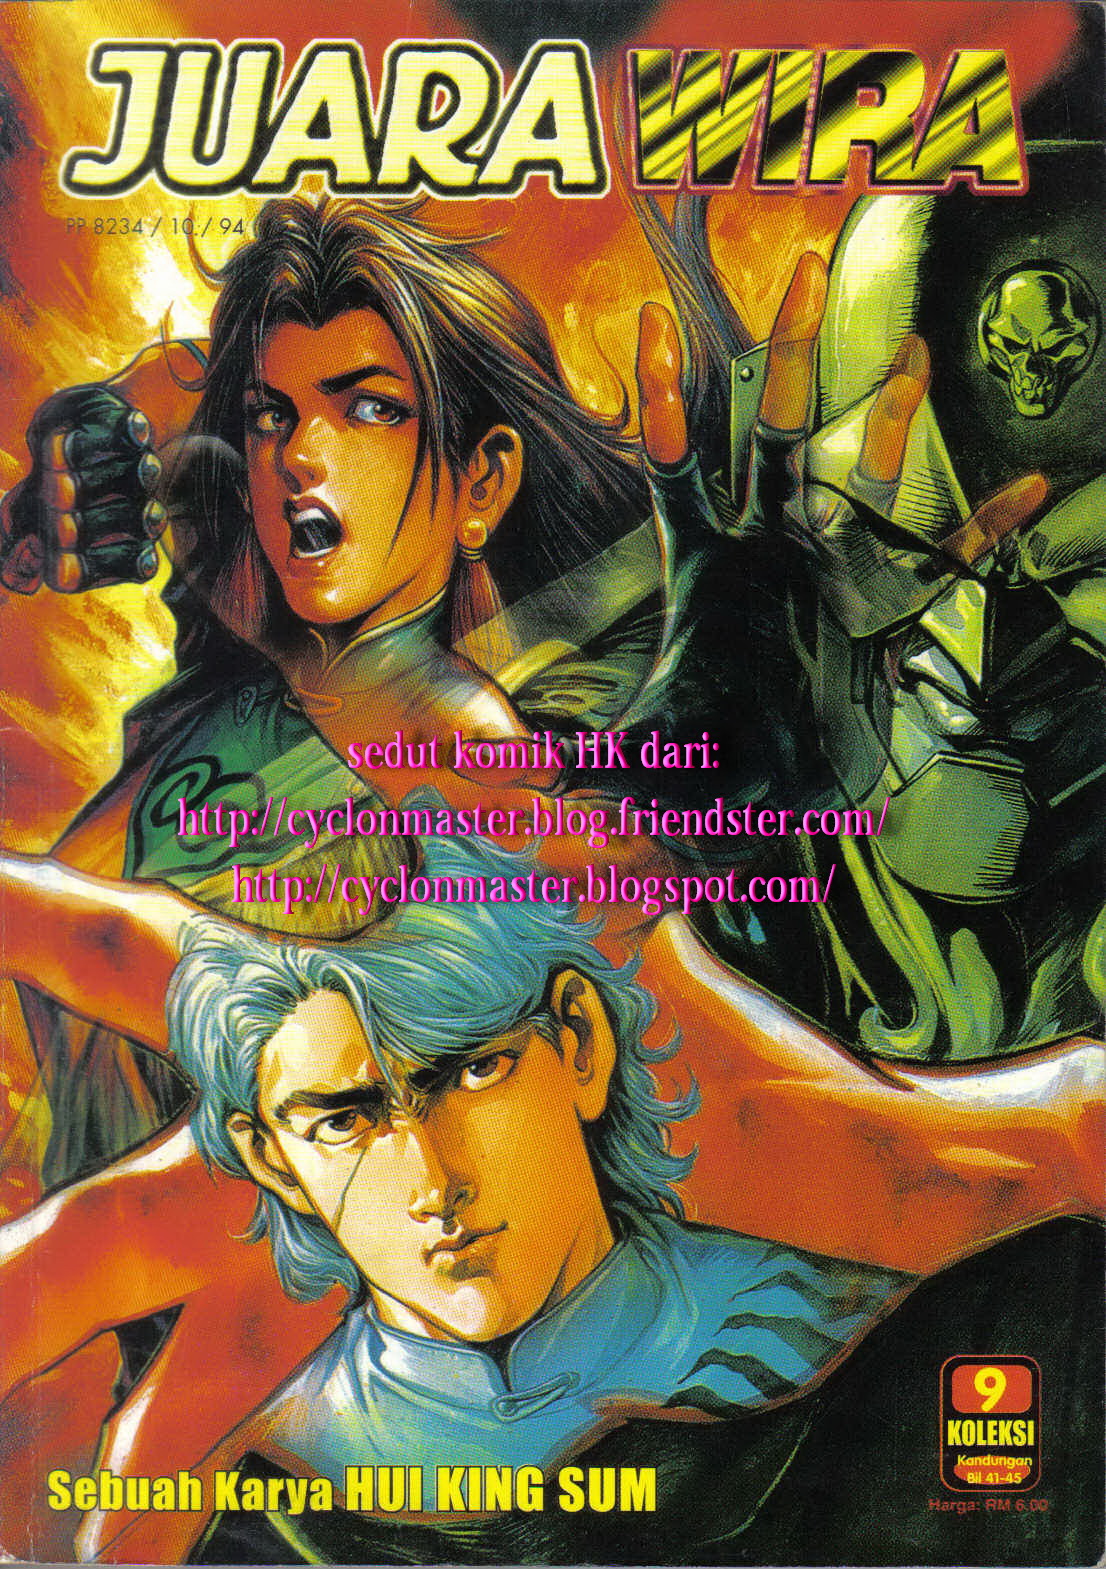 JUARA WIRA
PP 8234 / 10 / 94
sedut komik HK dari:
http://cyclonmaster.blog.friendster.com/
http://cyclonmaster.blogspot.com/
9
KOLEKSI
Kandungan
Bil 41-45
Harga: RM 6.00
Sebuah Karya HUI KING SUM